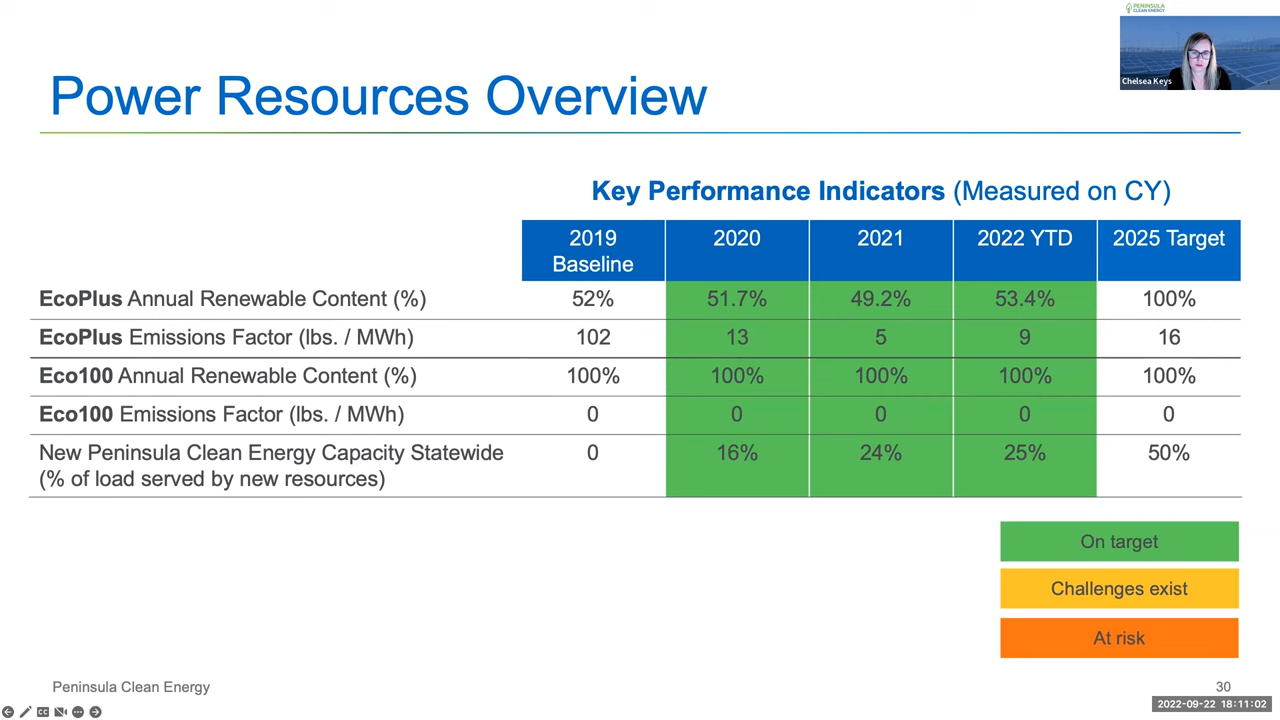 PENINSULA
CLEAN ENERGY
Chelsea Keys
Power Resources Overview
Key Performance Indicators (Measured on CY)
2019 Baseline 2020 2021 2022 YTD 2025 Target
EcoPlus Annual Renewable Content (%) 52% 51.7% 49.2% 53.4% 100%
EcoPlus Emissions Factor (lbs. / MWh) 102 13 5 9 16
Eco100 Annual Renewable Content (%) 100% 100% 100% 100% 100%
Eco100 Emissions Factor (lbs. / MWh) 0 0 0 0 0
New Peninsula Clean Energy Capacity Statewide 0 16% 24% 25% 50%
(% of load served by new resources)
On target
Challenges exist
At risk
Peninsula Clean Energy 30
CC
2022-09-22 18:11:02